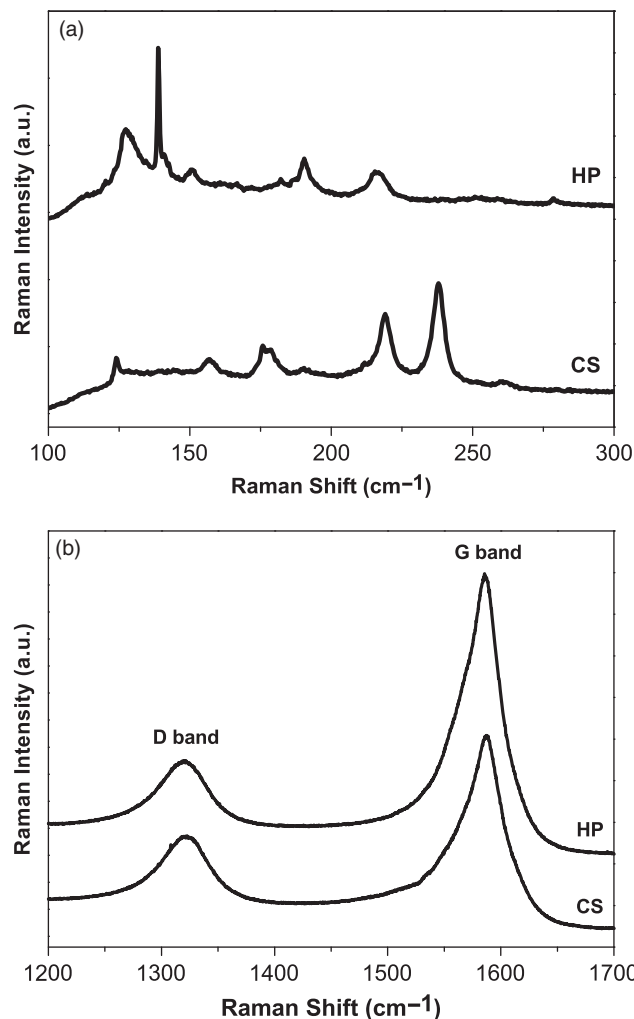 (a)
Raman Intensity (a.u.)
HP
CS
100 150 200 250 300
Raman Shift (cm−1)
(b)
G band
D band
Raman Intensity (a.u.)
HP
CS
1200 1300 1400 1500 1600 1700
Raman Shift (cm−1)